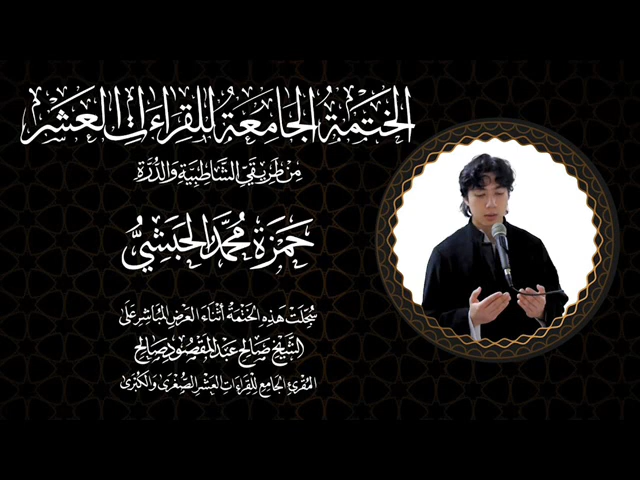 الختمة الجامعة للقراءات العشر
من طريقي الشاطبية والدرة
حمزة محمد الحبشي
سجلت هذه الختمة أثناء العرض المباشر على
الشيخ صالح عبد المقصود صالح
المقرئ الجامع للقراءات العشر الصغرى والكبرى